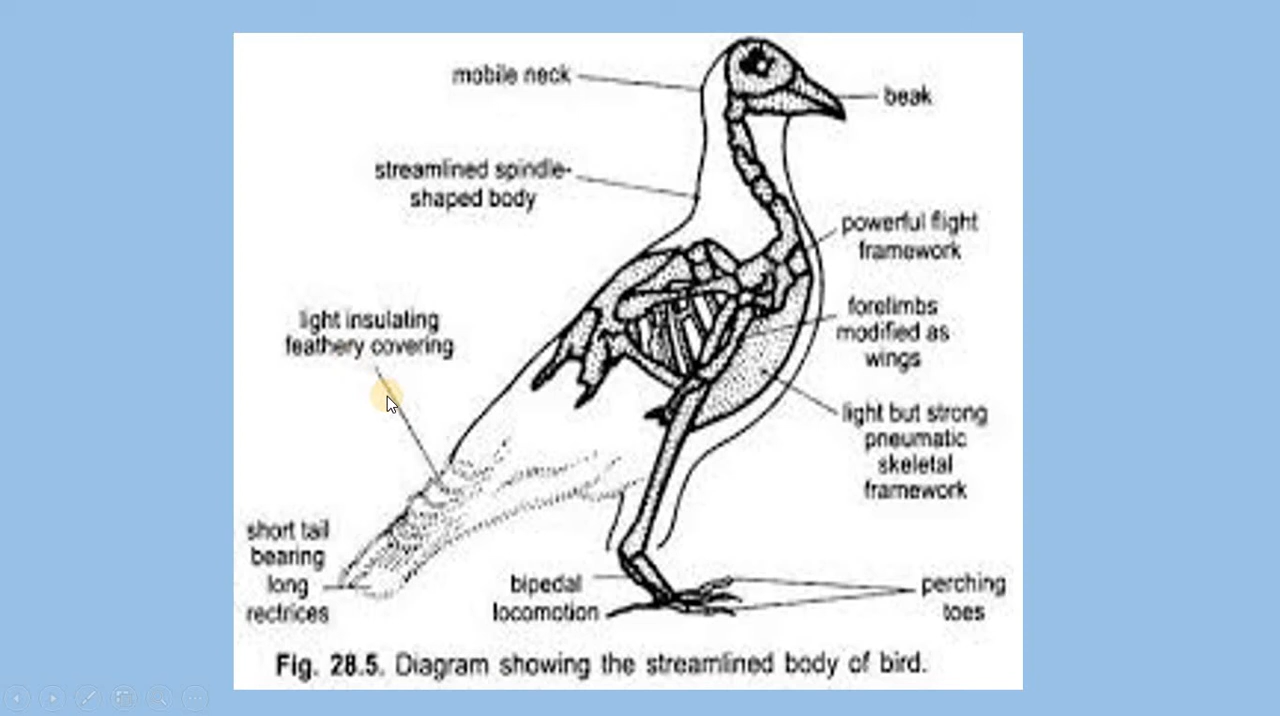 mobile neck
beak
streamlined spindle-
shaped body
powerful flight
framework
light insulating
feathery covering
forelimbs
modified as
wings
light but strong
pneumatic
skeletal
framework
short tail
bearing
long
rectrices
bipedal
locomotion
perching
toes
Fig. 28.5. Diagram showing the streamlined body of bird.